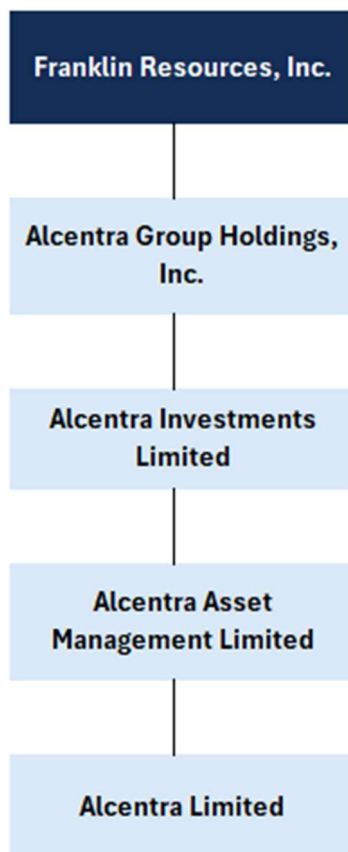 Franklin Resources, Inc.
Alcentra Group Holdings,
Inc.
Alcentra Investments
Limited
Alcentra Asset
Management Limited
Alcentra Limited